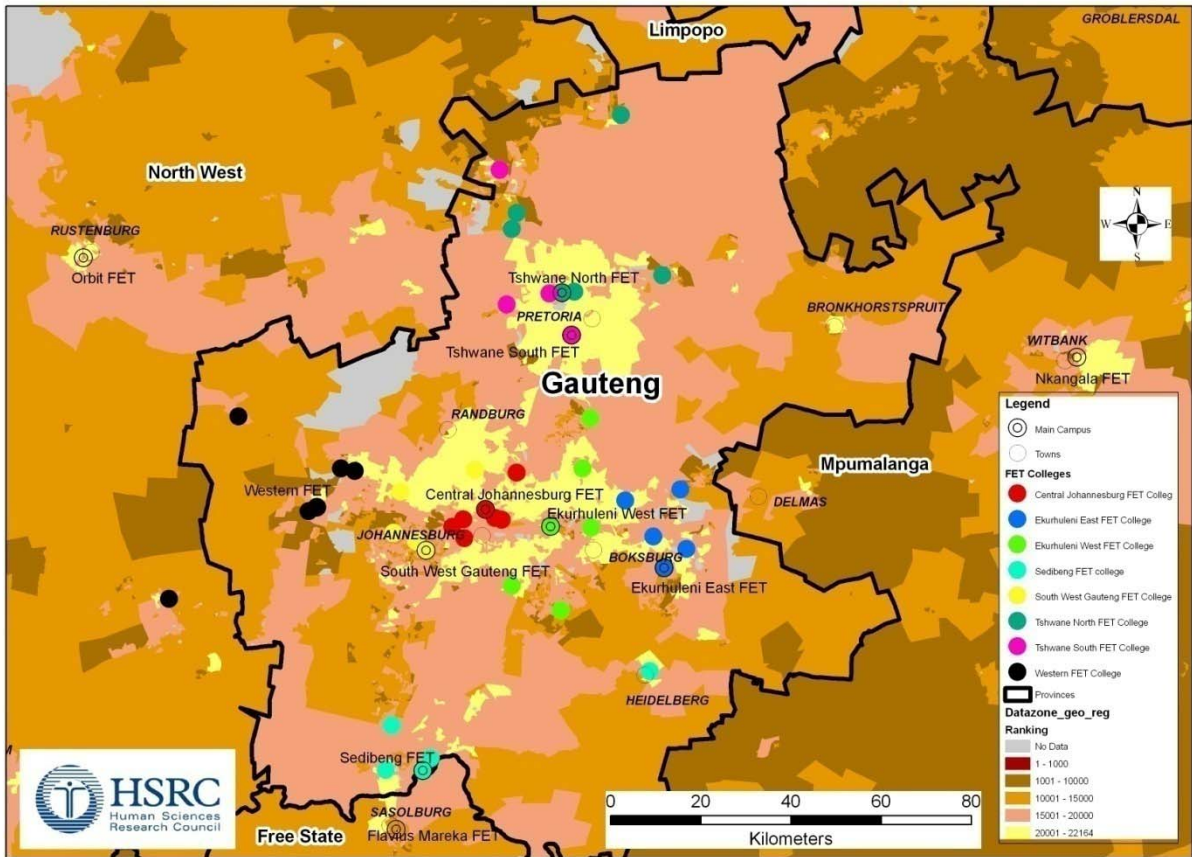 Limpopo
GROBLERSDAL
North West
N
W
E
S
RUSTENBURG
Orbit FET
Tshwane North FET
PRETORIA
BRONKHORSTSPRUIT
Tshwane South FET
WITBANK
Nkangala FET
Gauteng
RANDBURG
Mpumalanga
Western FET
Central Johannesburg FET
Ekurhuleni West FET
DELMAS
JOHANNESBURG
South West Gauteng FET
BOKSBURG
Ekurhuleni East FET
HEIDELBERG
Sedibeng FET
SASOLBURG
Flavius Mareka FET
Free State
M
HSRC
Human Sciences
Research Council
0 20 40 60 80
Kilometers
Legend
Main Campus
Towns
FET Colleges
Central Johannesburg FET Colleg
Ekurhuleni East FET College
Ekurhuleni West FET College
Sedibeng FET college
South West Gauteng FET College
Tshwane North FET College
Tshwane South FET College
Western FET College
Provinces
Datazone_geo_reg
Ranking
No Data
1 - 1000
1001 - 10000
10001 - 15000
15001 - 20000
20001 - 22164